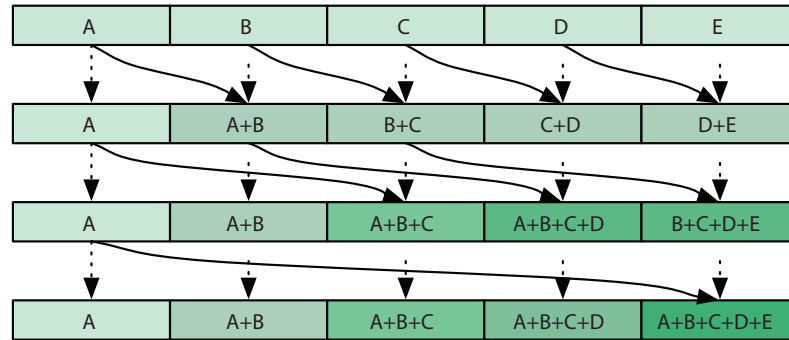 A B C D E
A A+B B+C C+D D+E
A A+B A+B+C A+B+C+D B+C+D+E
A A+B A+B+C A+B+C+D A+B+C+D+E